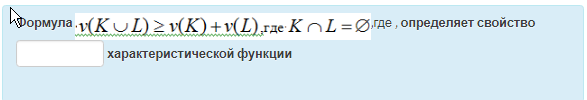 Формула v(K ∪ L) ≥ v(K) + v(L), где K ∩ L = ∅ ,где , определяет свойство
характеристической функции